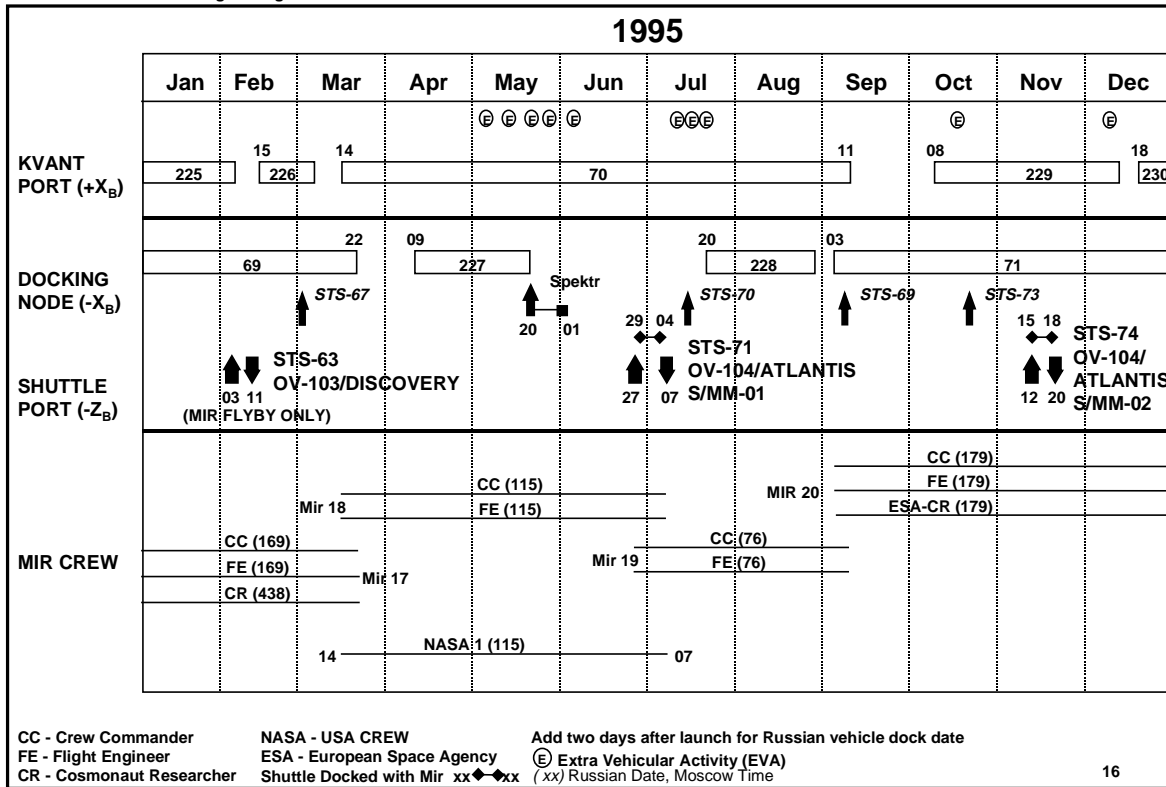 1995
Jan Feb Mar Apr May Jun Jul Aug Sep Oct Nov Dec
E E E E E E E E E E
KVANT PORT (+XB)
15 14 11 08 18
225 226 70 229 230
DOCKING NODE (-XB)
22 09 20 03
69 227 228 71
STS-67 Spektr STS-70 STS-69 STS-73
20 01
29 04 15 18
SHUTTLE PORT (-ZB)
STS-63
OV-103/DISCOVERY
03 11
(MIR FLYBY ONLY)
STS-71
OV-104/ATLANTIS
S/MM-01
27 07
STS-74
OV-104/
ATLANTIS
S/MM-02
12 20
MIR CREW
CC (179)
MIR 20 FE (179)
ESA-CR (179)
CC (115)
Mir 18 FE (115)
CC (76)
Mir 19 FE (76)
CC (169)
FE (169) Mir 17
CR (438)
14 NASA 1 (115) 07
CC - Crew Commander NASA - USA CREW Add two days after launch for Russian vehicle dock date
FE - Flight Engineer ESA - European Space Agency E Extra Vehicular Activity (EVA)
CR - Cosmonaut Researcher Shuttle Docked with Mir xx xx ( xx) Russian Date, Moscow Time
16